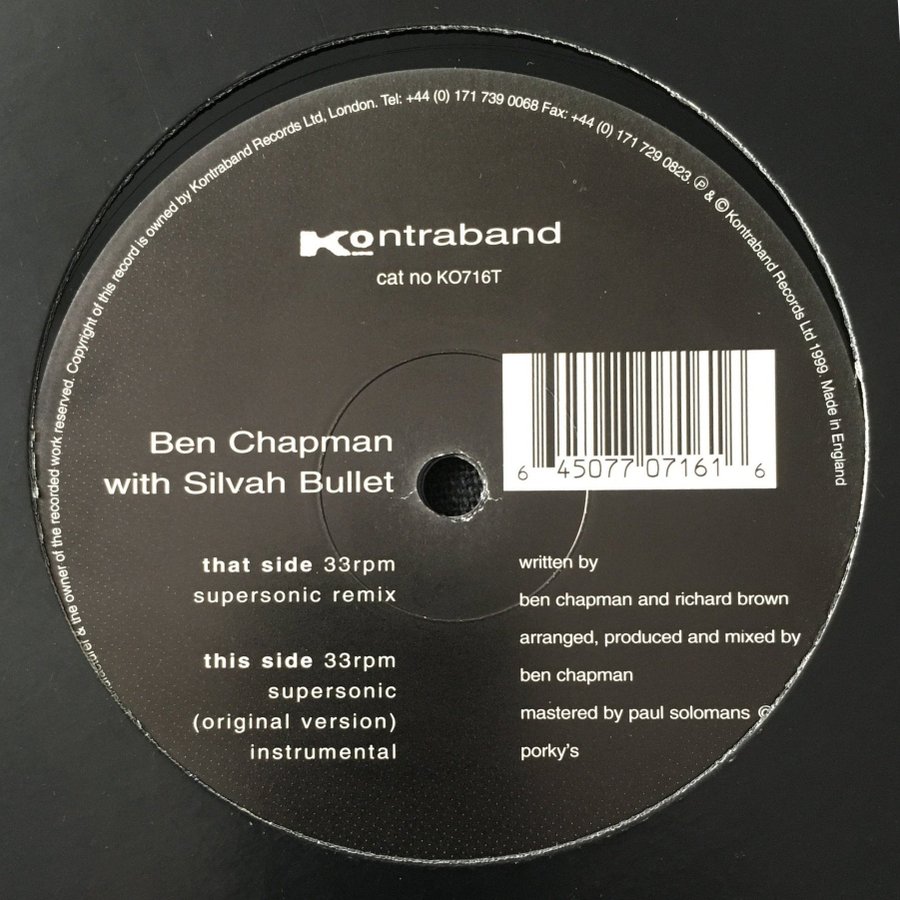 manufacturer & the owner of the recorded work reserved. Copyright of this record is owned by Kontraband Records Ltd, London. Tel: +44 (0) 171 739 0068 Fax: +44 (0) 171 729 0823. ℗ & © Kontraband Records Ltd 1999. Made in England
Kontraband
cat no KO716T
6 45077 07161 6
Ben Chapman
with Silvah Bullet
that side 33rpm
supersonic remix
this side 33rpm
supersonic
(original version)
instrumental
written by
ben chapman and richard brown
arranged, produced and mixed by
ben chapman
mastered by paul solomans @
porky's